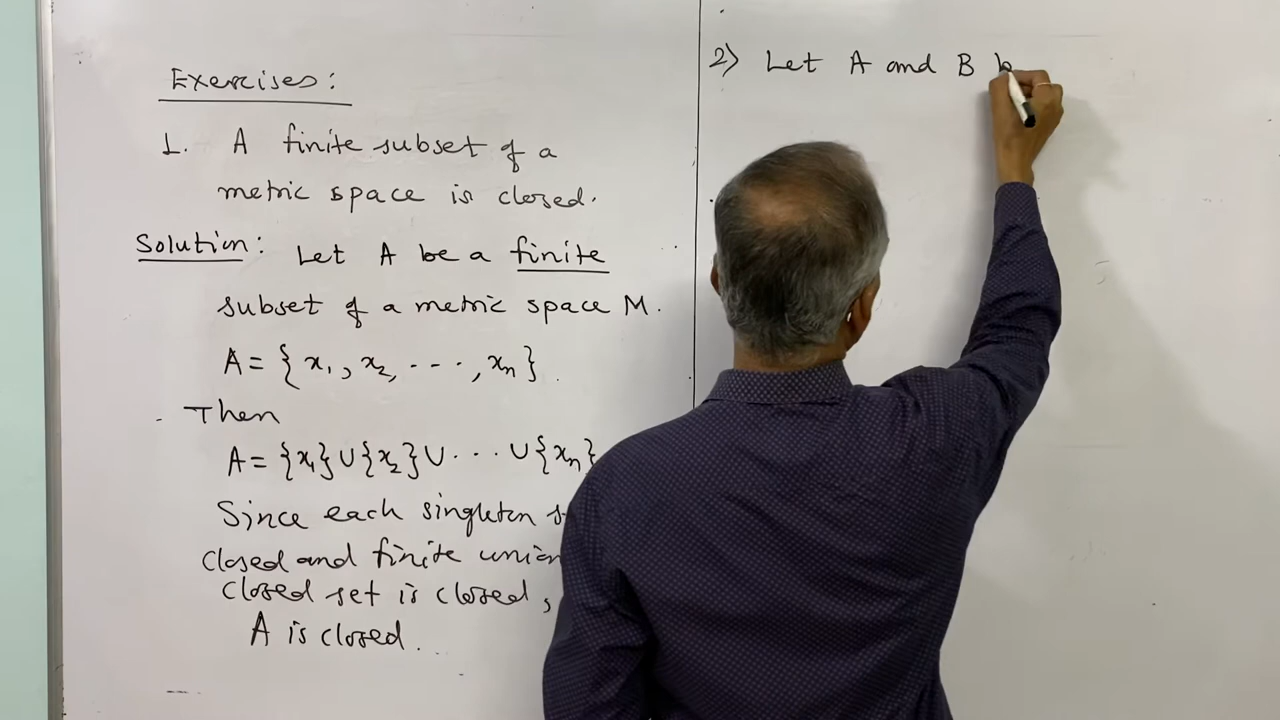 Exercises:
1. A finite subset of a
metric space is closed.
Solution: Let A be a finite
subset of a metric space M.
A = { x₁, x₂, ---, xₙ }.
Then
A = {x₁} ∪ {x₂} ∪ ... ∪ {xₙ}
Since each singleton
closed and finite union
closed set is closed,
A is closed.
2) Let A and B